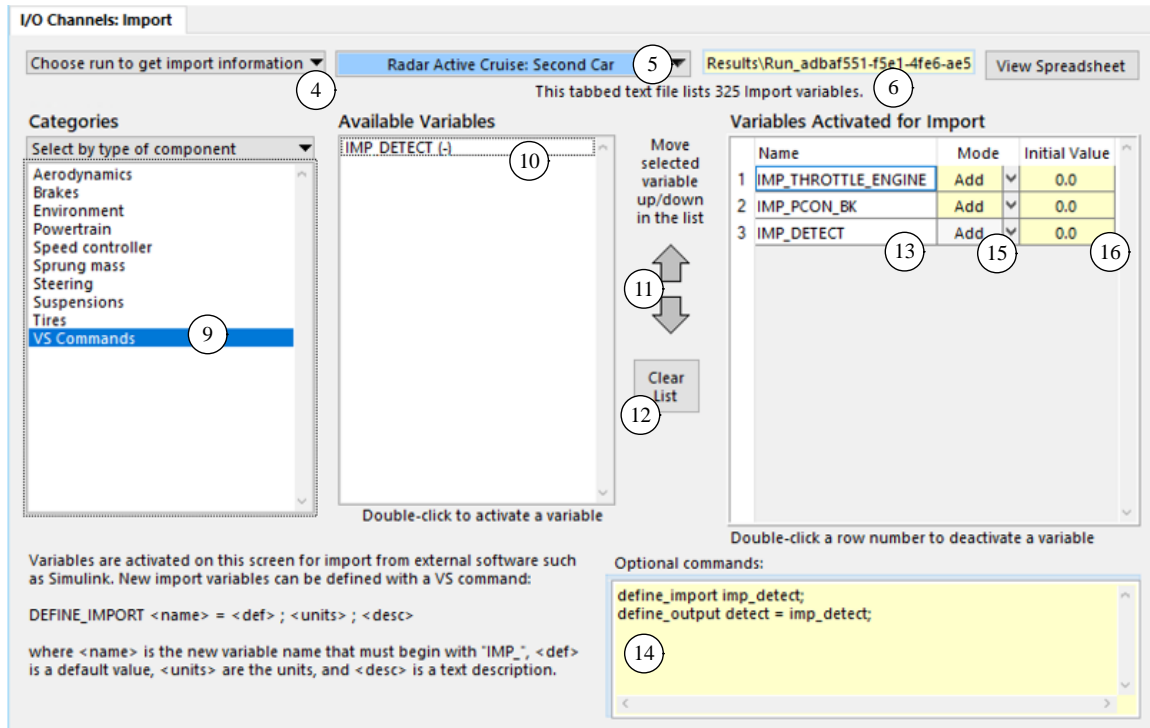 I/O Channels: Import
Choose run to get import information
Radar Active Cruise: Second Car
Results\Run_adbaf551-f5e1-4fe6-ae5
View Spreadsheet
4
5
6
This tabbed text file lists 325 Import variables.
Categories
Select by type of component
Aerodynamics
Brakes
Environment
Powertrain
Speed controller
Sprung mass
Steering
Suspensions
Tires
VS Commands
9
Available Variables
IMP_DETECT (-)
10
Double-click to activate a variable
Move
selected
variable
up/down
in the list
11
Clear
List
12
Variables Activated for Import
Name Mode Initial Value
1 IMP_THROTTLE_ENGINE Add 0.0
2 IMP_PCON_BK Add 0.0
3 IMP_DETECT Add 0.0
13
15
16
Double-click a row number to deactivate a variable
Variables are activated on this screen for import from external software such
as Simulink. New import variables can be defined with a VS command:
DEFINE_IMPORT <name> = <def> ; <units> ; <desc>
where <name> is the new variable name that must begin with "IMP_", <def>
is a default value, <units> are the units, and <desc> is a text description.
Optional commands:
define_import imp_detect;
define_output detect = imp_detect;
14